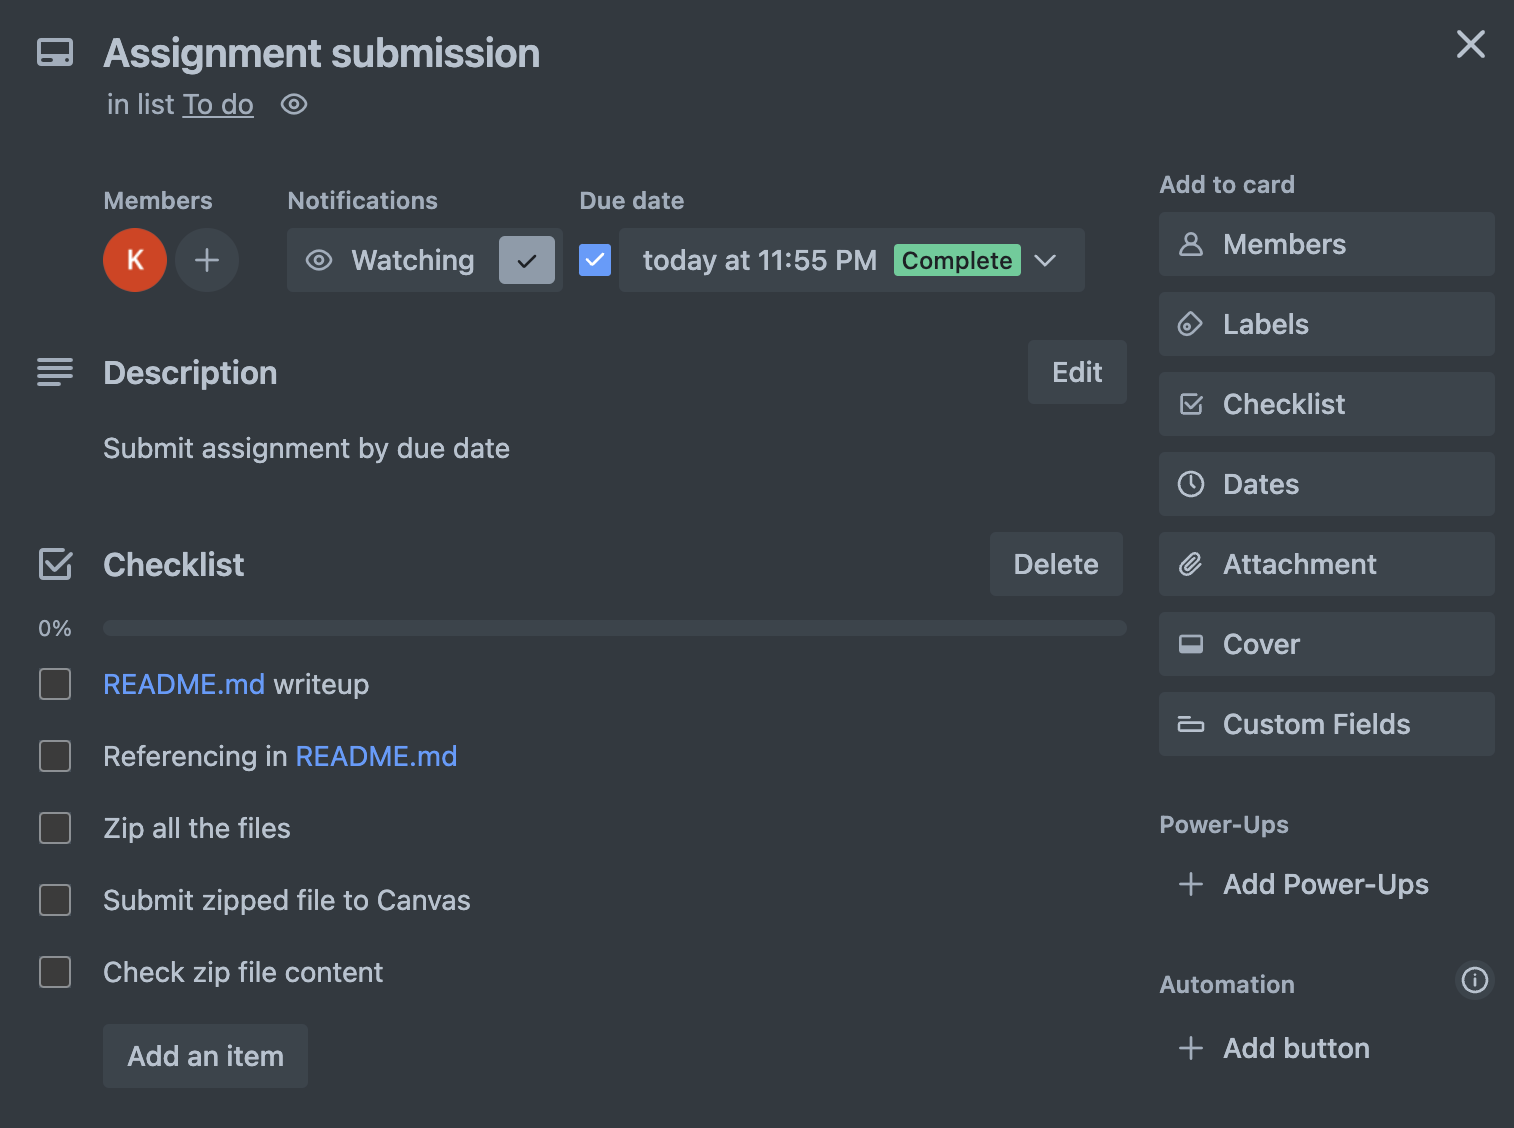 Assignment submission
in list To do
Members
Notifications
Due date
K
Watching
today at 11:55 PM Complete
Description
Edit
Submit assignment by due date
Checklist
Delete
0%
README.md writeup
Referencing in README.md
Zip all the files
Submit zipped file to Canvas
Check zip file content
Add an item
Add to card
Members
Labels
Checklist
Dates
Attachment
Cover
Custom Fields
Power-Ups
Add Power-Ups
Automation
Add button